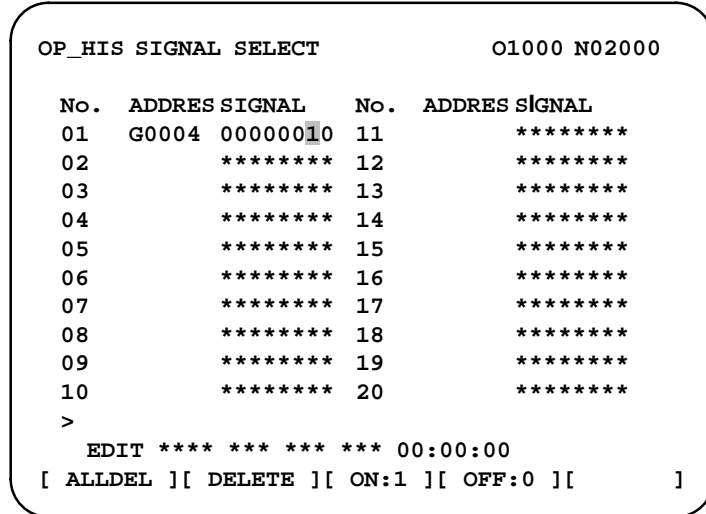 OP_HIS SIGNAL SELECT O1000 N02000
No. ADDRES SIGNAL No. ADDRES SIGNAL
01 G0004 00000010 11 ********
02 ******** 12 ********
03 ******** 13 ********
04 ******** 14 ********
05 ******** 15 ********
06 ******** 16 ********
07 ******** 17 ********
08 ******** 18 ********
09 ******** 19 ********
10 ******** 20 ********
>
EDIT **** *** *** *** 00:00:00
[ ALLDEL ][ DELETE ][ ON:1 ][ OFF:0 ][ ]